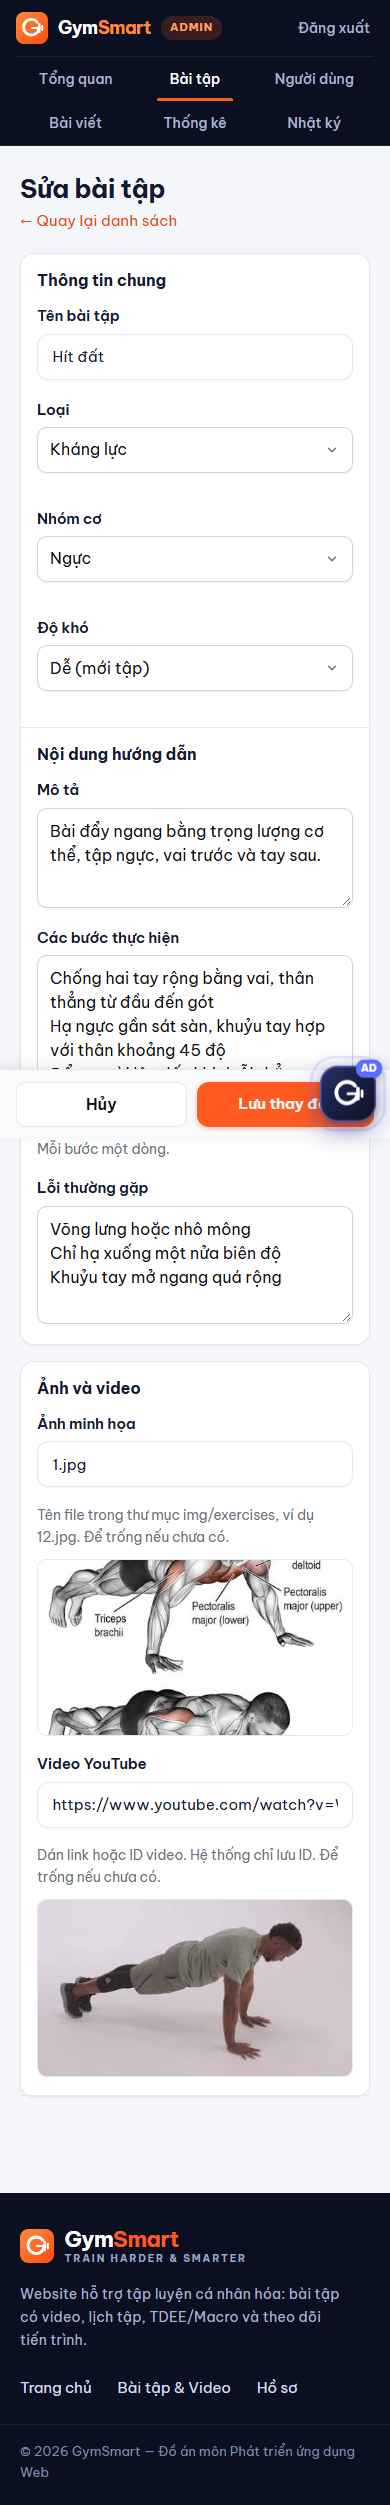 GymSmart ADMIN Đăng xuất
Tổng quan Bài tập Người dùng
Bài viết Thống kê Nhật ký
Sửa bài tập
← Quay lại danh sách
Thông tin chung
Tên bài tập
Hít đất
Loại
Kháng lực
Nhóm cơ
Ngực
Độ khó
Dễ (mới tập)
Nội dung hướng dẫn
Mô tả
Bài đẩy ngang bằng trọng lượng cơ
thể, tập ngực, vai trước và tay sau.
Các bước thực hiện
Chống hai tay rộng bằng vai, thân
thẳng từ đầu đến gót
Hạ ngực gần sát sàn, khuỷu tay hợp
với thân khoảng 45 độ
Hủy Lưu thay
AD
Mỗi bước một dòng.
Lỗi thường gặp
Võng lưng hoặc nhô mông
Chỉ hạ xuống một nửa biên độ
Khuỷu tay mở ngang quá rộng
Ảnh và video
Ảnh minh họa
1.jpg
Tên file trong thư mục img/exercises, ví dụ
12.jpg. Để trống nếu chưa có.
deltoid
Triceps
brachii
Pectoralis
major (lower)
Pectoralis
major (upper)
Video YouTube
https://www.youtube.com/watch?v=
Dán link hoặc ID video. Hệ thống chỉ lưu ID. Để
trống nếu chưa có.
GymSmart
TRAIN HARDER & SMARTER
Website hỗ trợ tập luyện cá nhân hóa: bài tập
có video, lịch tập, TDEE/Macro và theo dõi
tiến trình.
Trang chủ Bài tập & Video Hồ sơ
© 2026 GymSmart — Đồ án môn Phát triển ứng dụng
Web